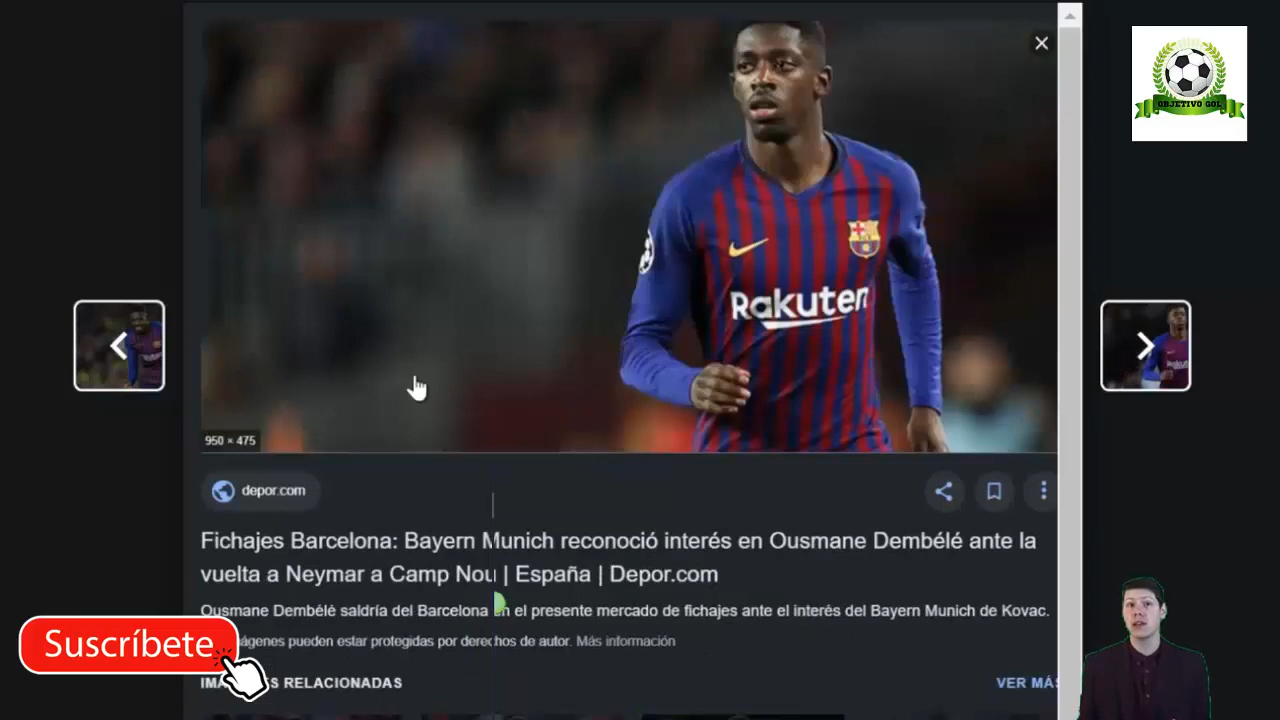 OBJETIVO GOL
Rakuten
950 × 475
depor.com
Fichajes Barcelona: Bayern Munich reconoció interés en Ousmane Dembélé ante la
vuelta a Neymar a Camp Nou | España | Depor.com
Ousmane Dembélé saldría del Barcelona en el presente mercado de fichajes ante el interés del Bayern Munich de Kovac.
ágenes pueden estar protegidas por derechos de autor. Más información
Suscríbete
IMÁ ES RELACIONADAS
VER MÁS